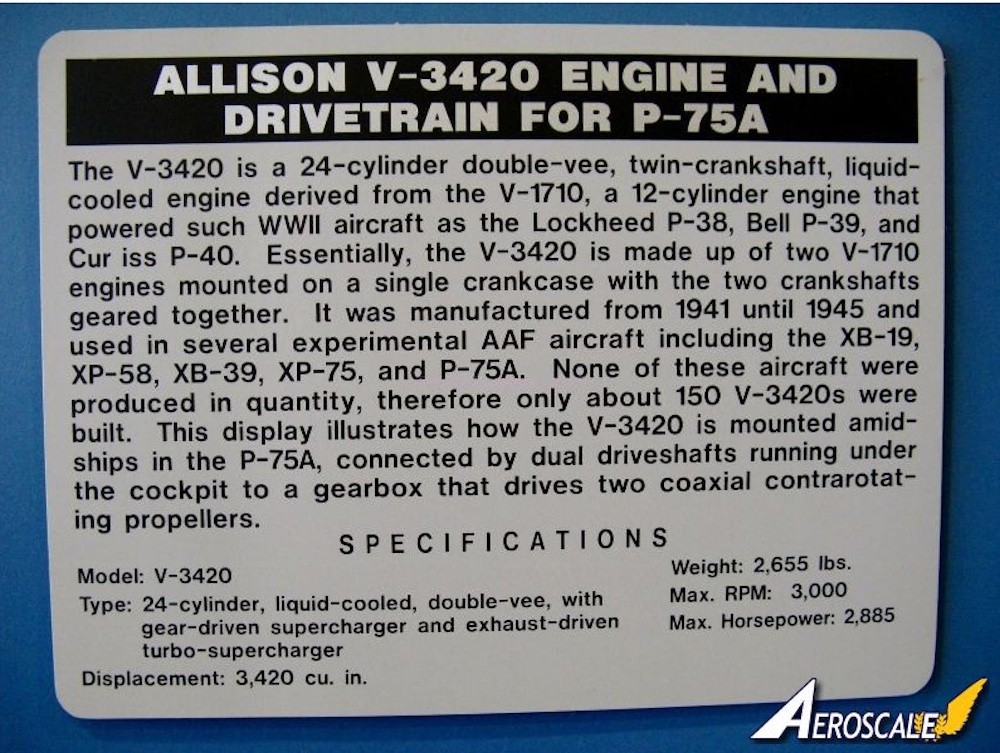 ALLISON V-3420 ENGINE AND
DRIVETRAIN FOR P-75A
The V-3420 is a 24-cylinder double-vee, twin-crankshaft, liquid-
cooled engine derived from the V-1710, a 12-cylinder engine that
powered such WWII aircraft as the Lockheed P-38, Bell P-39, and
Cur iss P-40. Essentially, the V-3420 is made up of two V-1710
engines mounted on a single crankcase with the two crankshafts
geared together. It was manufactured from 1941 until 1945 and
used in several experimental AAF aircraft including the XB-19,
XP-58, XB-39, XP-75, and P-75A. None of these aircraft were
produced in quantity, therefore only about 150 V-3420s were
built. This display illustrates how the V-3420 is mounted amid-
ships in the P-75A, connected by dual driveshafts running under
the cockpit to a gearbox that drives two coaxial contrarotat-
ing propellers.
SPECIFICATIONS
Model: V-3420
Type: 24-cylinder, liquid-cooled, double-vee, with
gear-driven supercharger and exhaust-driven
turbo-supercharger
Displacement: 3,420 cu. in.
Weight: 2,655 lbs.
Max. RPM: 3,000
Max. Horsepower: 2,885
AEROSCALE